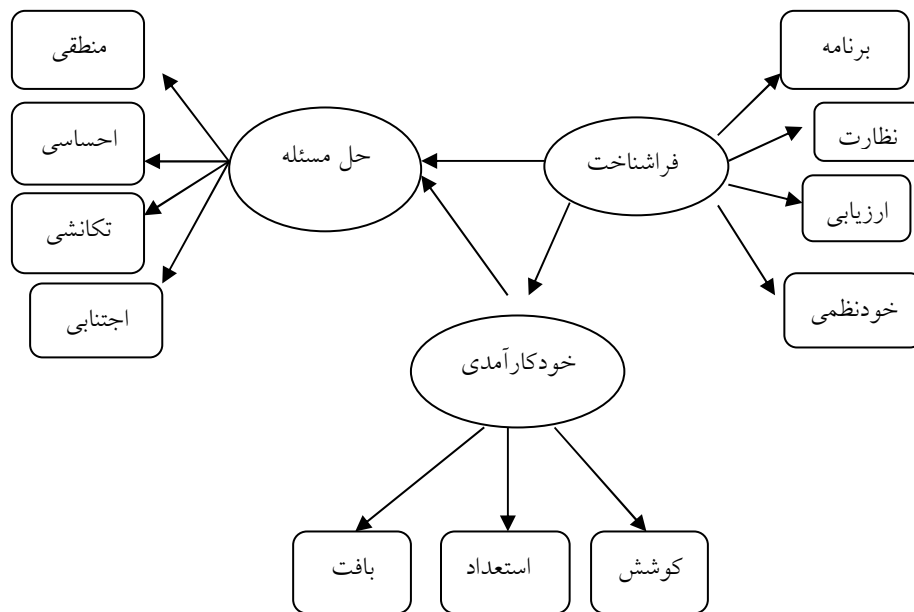 برنامه
منطقی
نظارت
احساسی
حل مسئله
فراشناخت
ارزیابی
تکانشی
خودنظمی
اجتنابی
خودکارآمدی
کوشش
استعداد
بافت